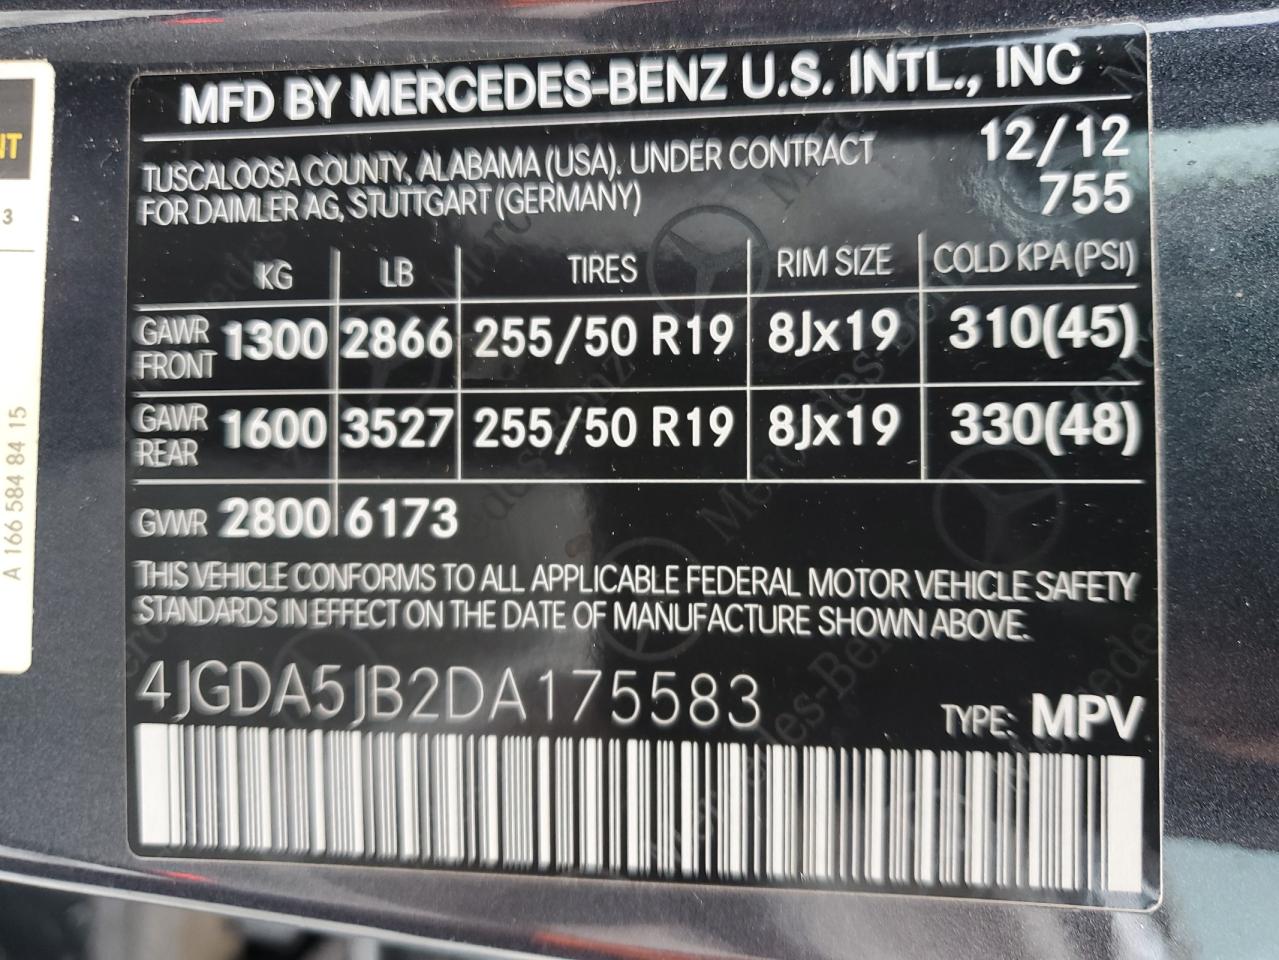 MFD BY MERCEDES-BENZ U.S. INTL., INC
TUSCALOOSA COUNTY, ALABAMA (USA). UNDER CONTRACT
FOR DAIMLER AG, STUTTGART (GERMANY)
12/12
755
KG LB TIRES RIM SIZE COLD KPA (PSI)
GAWR FRONT 1300 2866 255/50 R19 8Jx19 310(45)
GAWR REAR 1600 3527 255/50 R19 8Jx19 330(48)
GVWR 2800 6173
THIS VEHICLE CONFORMS TO ALL APPLICABLE FEDERAL MOTOR VEHICLE SAFETY
STANDARDS IN EFFECT ON THE DATE OF MANUFACTURE SHOWN ABOVE.
4JGDA5JB2DA175583
TYPE: MPV
3
A 166 584 84 15